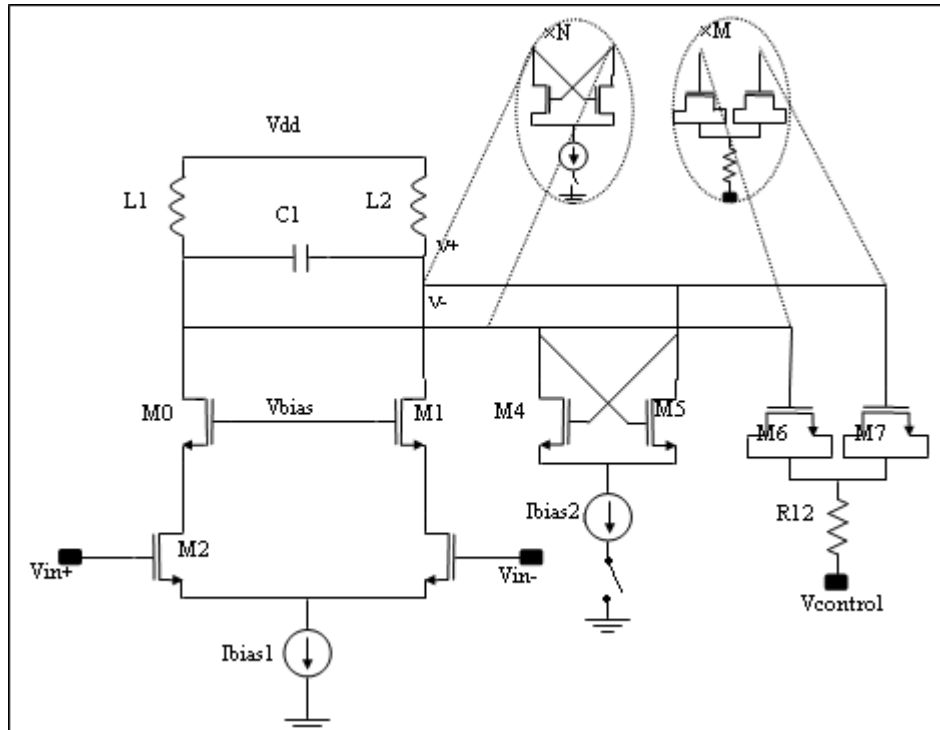 ×N
×M
Vdd
L1
L2
C1
V+
V-
M0
Vbias
M1
M4
M5
M6
M7
Ibias2
R12
M2
Vin+
Vin-
Vcontrol
Ibias1